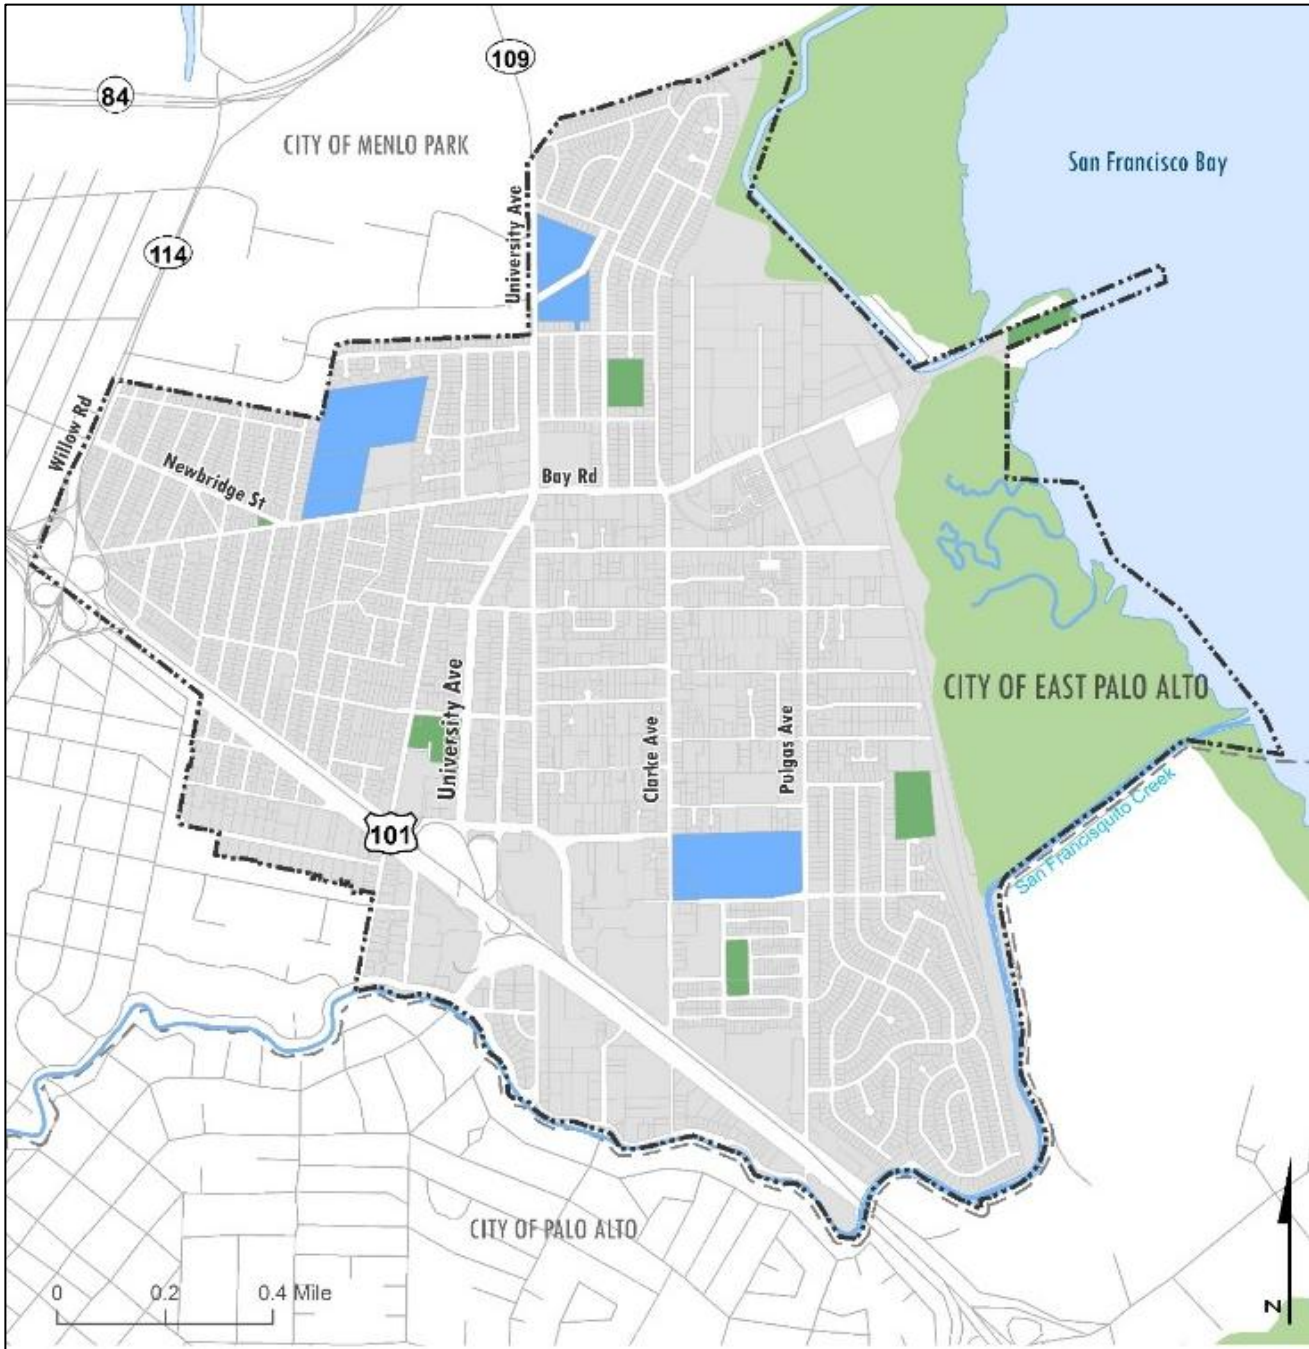 109
84
CITY OF MENLO PARK
San Francisco Bay
University Ave
114
Willow Rd
Newbridge St
Bay Rd
CITY OF EAST PALO ALTO
University Ave
Clarke Ave
Pulgas Ave
101
San Francisquito Creek
CITY OF PALO ALTO
0 0.2 0.4 Mile
N